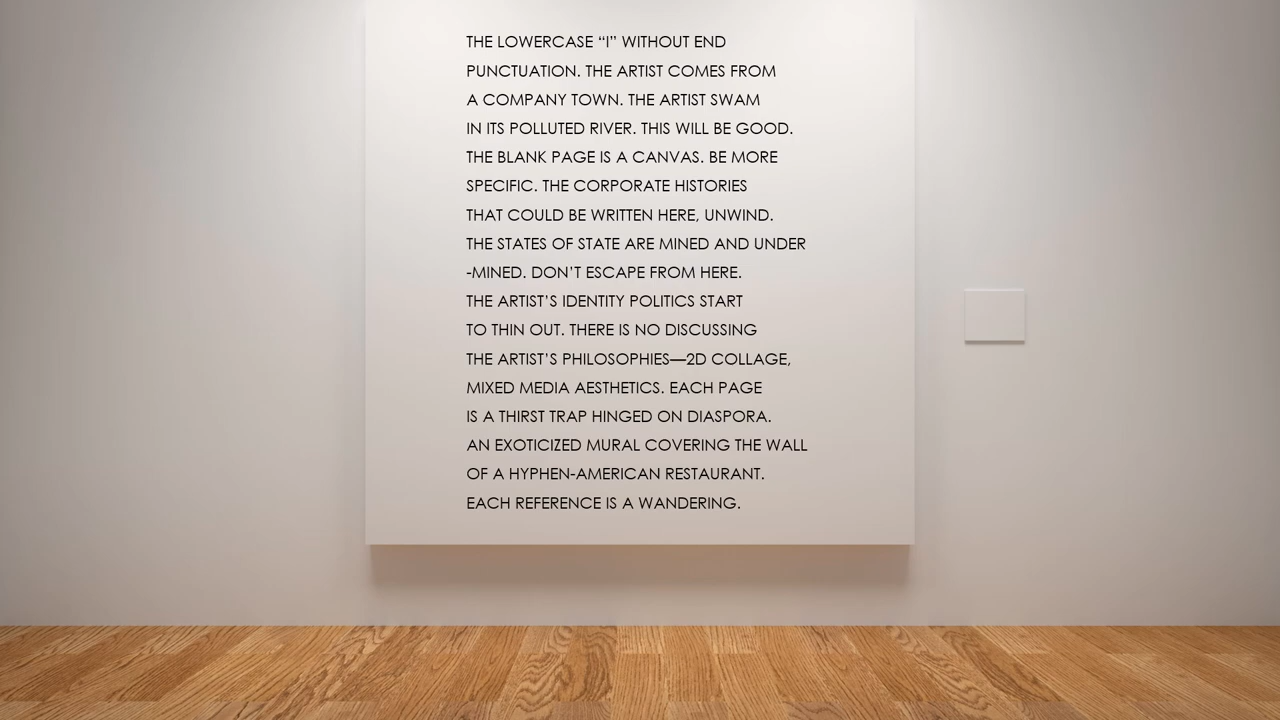 THE LOWERCASE “I” WITHOUT END
PUNCTUATION. THE ARTIST COMES FROM
A COMPANY TOWN. THE ARTIST SWAM
IN ITS POLLUTED RIVER. THIS WILL BE GOOD.
THE BLANK PAGE IS A CANVAS. BE MORE
SPECIFIC. THE CORPORATE HISTORIES
THAT COULD BE WRITTEN HERE, UNWIND.
THE STATES OF STATE ARE MINED AND UNDER
-MINED. DON’T ESCAPE FROM HERE.
THE ARTIST’S IDENTITY POLITICS START
TO THIN OUT. THERE IS NO DISCUSSING
THE ARTIST’S PHILOSOPHIES—2D COLLAGE,
MIXED MEDIA AESTHETICS. EACH PAGE
IS A THIRST TRAP HINGED ON DIASPORA.
AN EXOTICIZED MURAL COVERING THE WALL
OF A HYPHEN-AMERICAN RESTAURANT.
EACH REFERENCE IS A WANDERING.